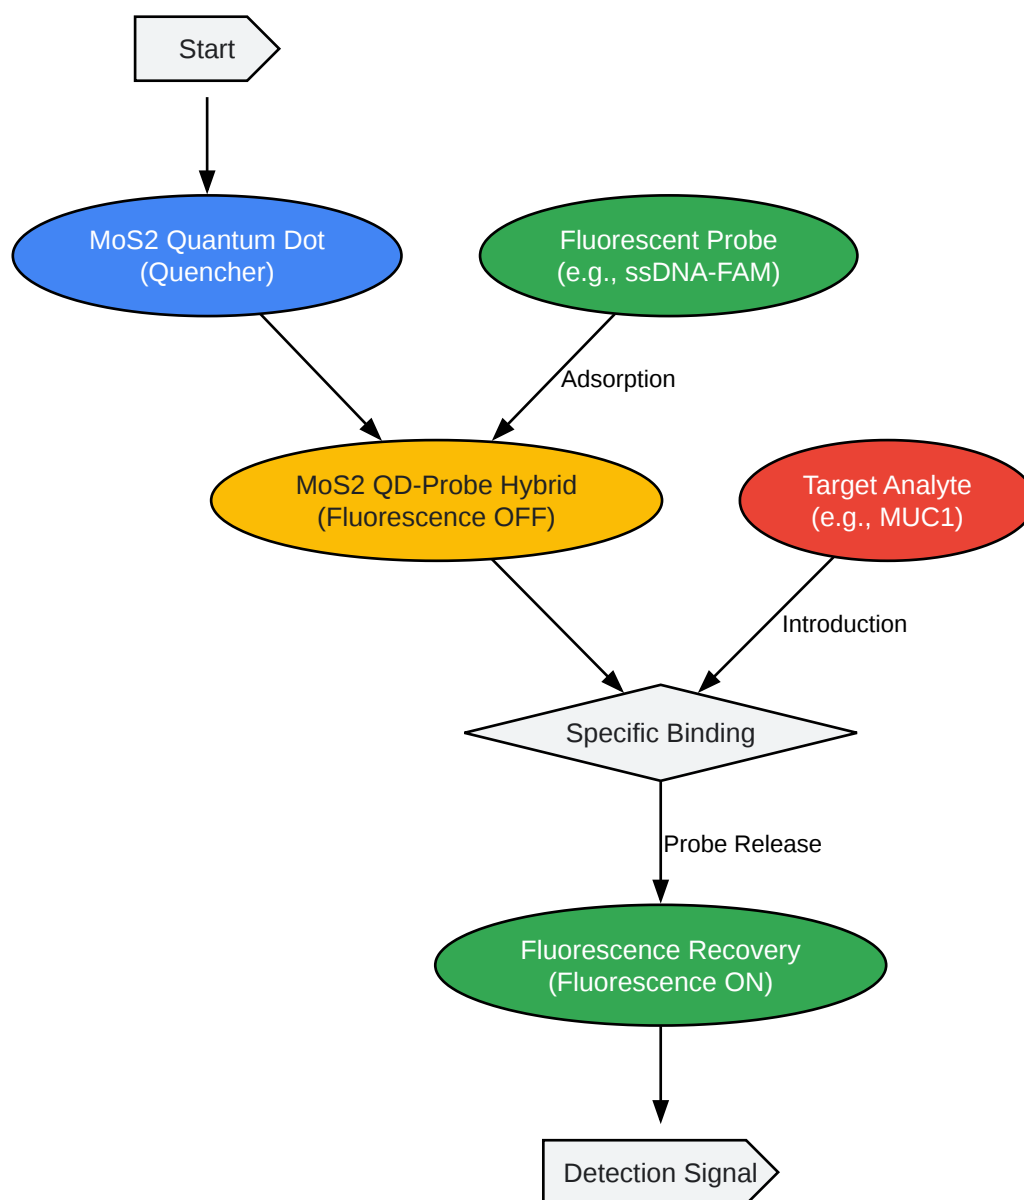 Start
MoS2 Quantum Dot
(Quencher)
Fluorescent Probe
(e.g., ssDNA-FAM)
Adsorption
MoS2 QD-Probe Hybrid
(Fluorescence OFF)
Target Analyte
(e.g., MUC1)
Introduction
Specific Binding
Probe Release
Fluorescence Recovery
(Fluorescence ON)
Detection Signal